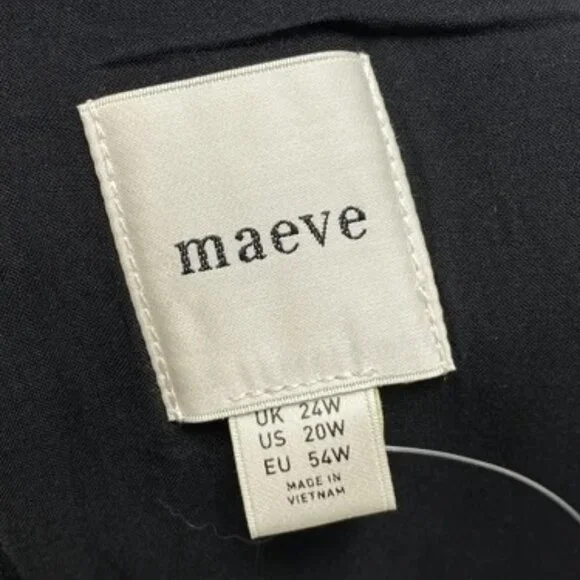 maeve
UK 24W
US 20W
EU 54W
MADE IN
VIETNAM